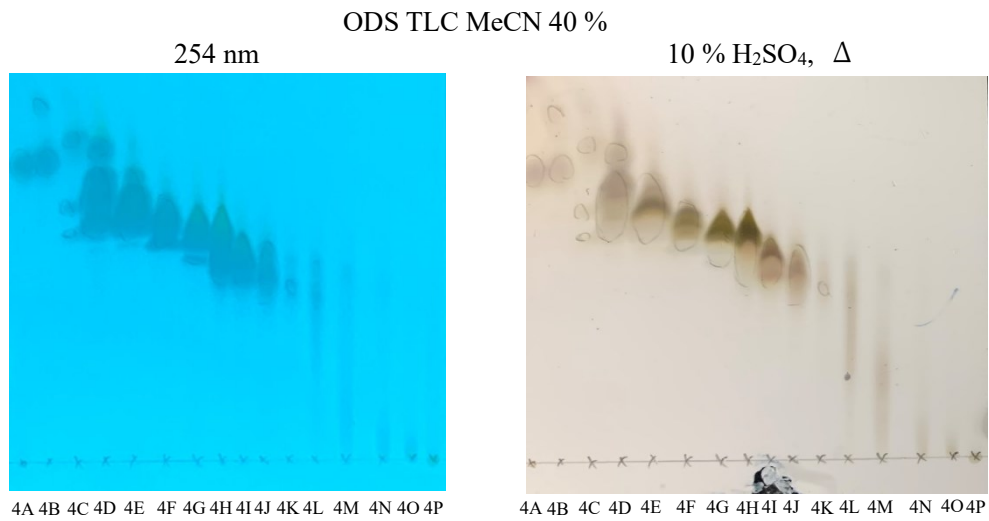 ODS TLC MeCN 40 %
254 nm
10 % H₂SO₄, Δ
4A 4B 4C 4D 4E 4F 4G 4H 4I 4J 4K 4L 4M 4N 4O 4P
4A 4B 4C 4D 4E 4F 4G 4H 4I 4J 4K 4L 4M 4N 4O 4P